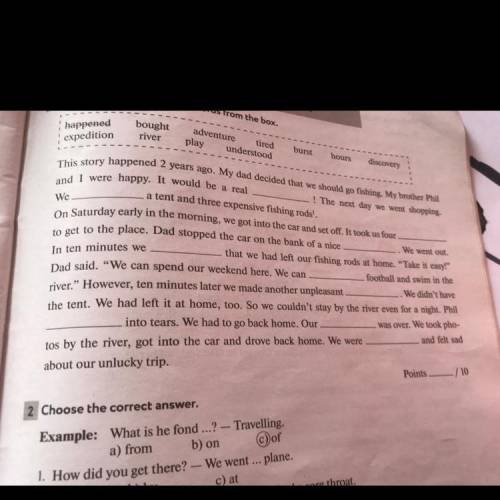 from the box.
happened bought adventure tired burst hours discovery
expedition river play understood
This story happened 2 years ago. My dad decided that we should go fishing. My brother Phil
and I were happy. It would be a real ________ ! The next day we went shopping.
We ________ a tent and three expensive fishing rods¹.
On Saturday early in the morning, we got into the car and set off. It took us four ________
to get to the place. Dad stopped the car on the bank of a nice ________ . We went out.
In ten minutes we ________ that we had left our fishing rods at home. "Take it easy!"
Dad said. "We can spend our weekend here. We can ________ football and swim in the
river." However, ten minutes later we made another unpleasant ________ . We didn't have
the tent. We had left it at home, too. So we couldn't stay by the river even for a night. Phil
________ into tears. We had to go back home. Our ________ was over. We took pho-
tos by the river, got into the car and drove back home. We were ________ and felt sad
about our unlucky trip.
Points ____ / 10
2 Choose the correct answer.
Example: What is he fond ...? — Travelling.
a) from b) on c) of
1. How did you get there? — We went ... plane.
c) at
throat.